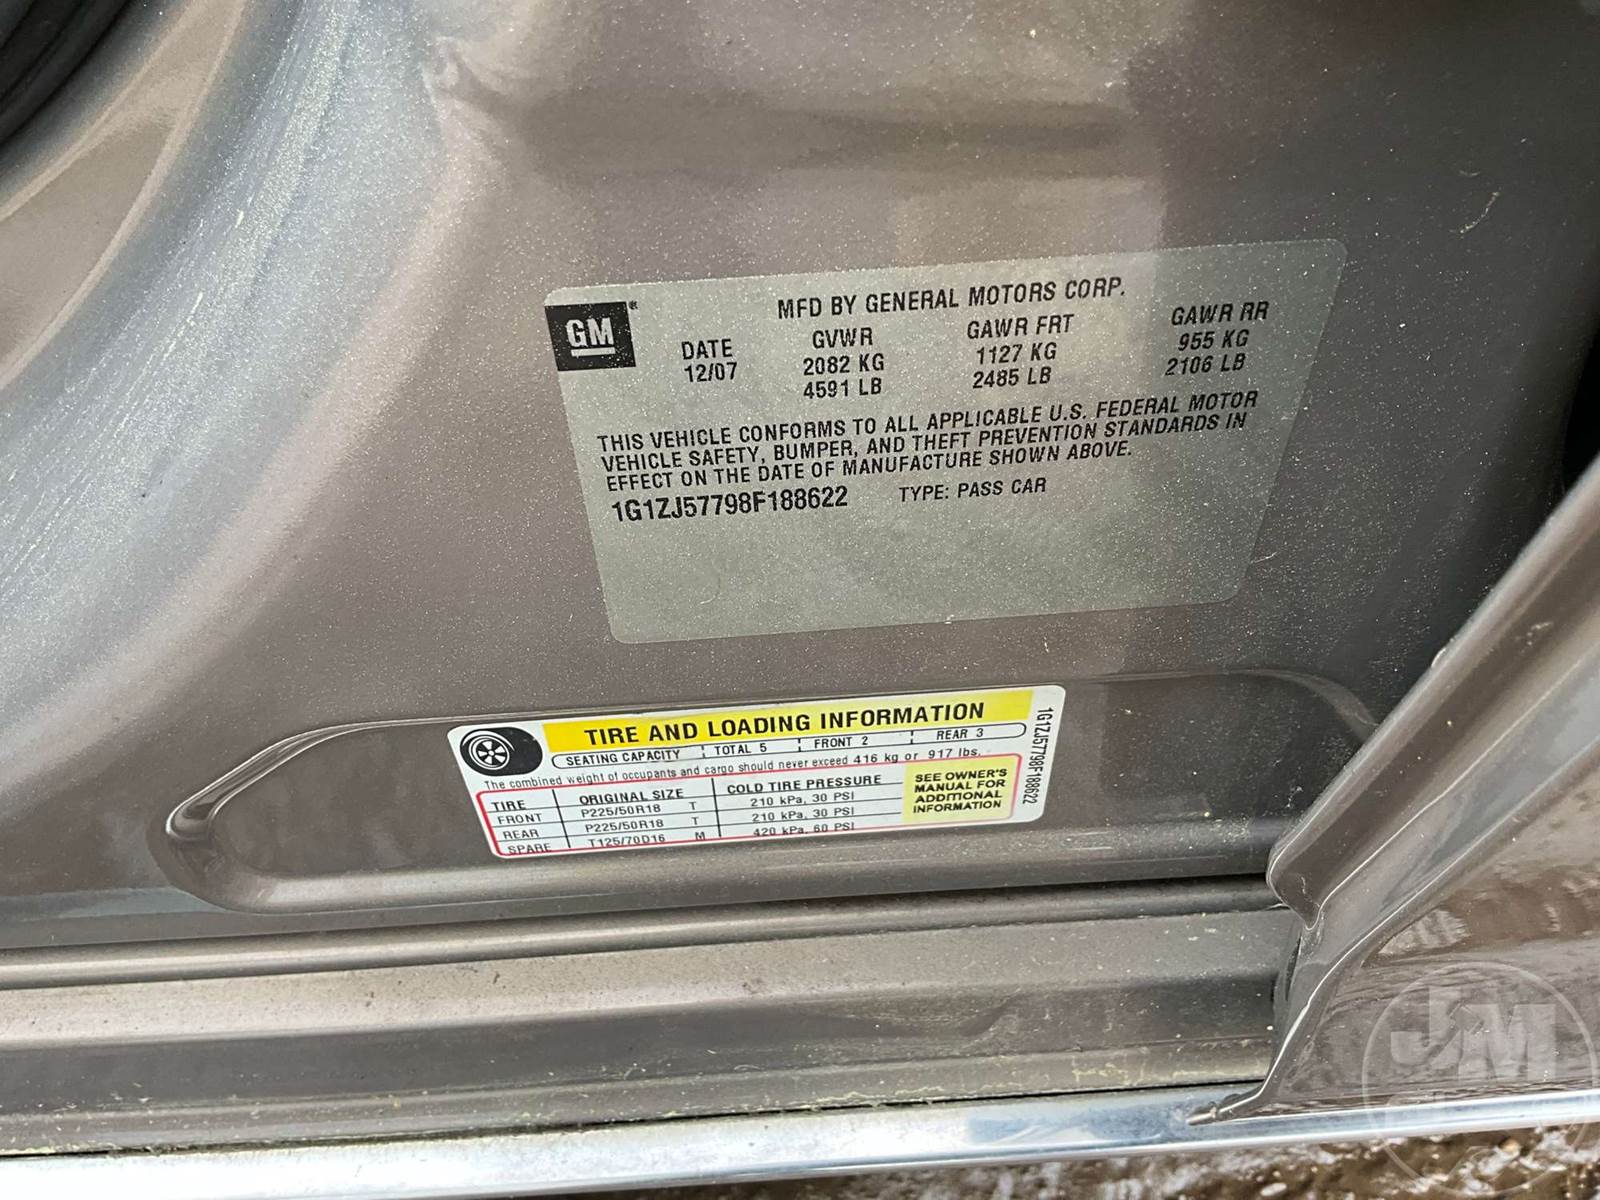 GM®
MFD BY GENERAL MOTORS CORP.
DATE GVWR GAWR FRT GAWR RR
12/07 2082 KG 1127 KG 955 KG
4591 LB 2485 LB 2106 LB
THIS VEHICLE CONFORMS TO ALL APPLICABLE U.S. FEDERAL MOTOR
VEHICLE SAFETY, BUMPER, AND THEFT PREVENTION STANDARDS IN
EFFECT ON THE DATE OF MANUFACTURE SHOWN ABOVE.
1G1ZJ57798F188622 TYPE: PASS CAR
TIRE AND LOADING INFORMATION
SEATING CAPACITY TOTAL 5 FRONT 2 REAR 3
The combined weight of occupants and cargo should never exceed 416 kg or 917 lbs.
TIRE ORIGINAL SIZE COLD TIRE PRESSURE
FRONT P225/50R18 T 210 kPa, 30 PSI
REAR P225/50R18 T 210 kPa, 30 PSI
SPARE T125/70D16 M 420 kPa, 60 PSI
SEE OWNER'S
MANUAL FOR
ADDITIONAL
INFORMATION
1G1ZJ57798F188622
JM